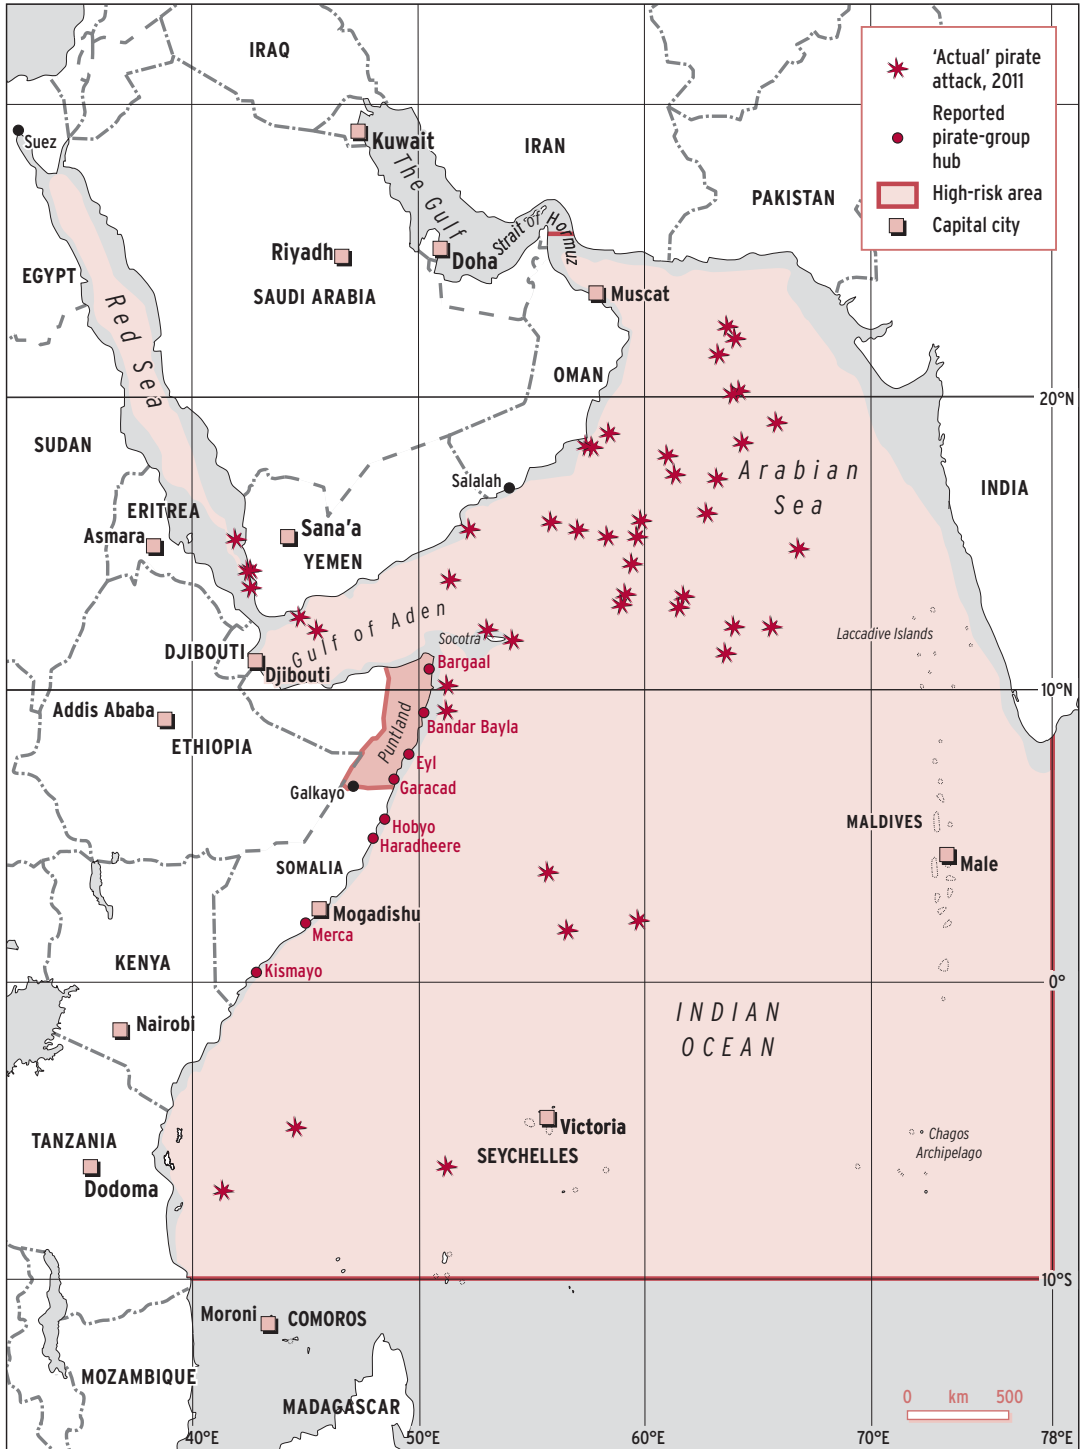 IRAQ
'Actual' pirate
attack, 2011
Reported
pirate-group
hub
High-risk area
Capital city
Suez
Kuwait
IRAN
The Gulf
PAKISTAN
Strait of Hormuz
Riyadh
Doha
EGYPT
SAUDI ARABIA
Muscat
Red Sea
OMAN
20°N
SUDAN
Salalah
Arabian
Sea
INDIA
ERITREA
Asmara
Sana'a
YEMEN
Gulf of Aden
Socotra
Laccadive Islands
DJIBOUTI
Djibouti
Bargaal
10°N
Addis Ababa
ETHIOPIA
Puntland
Bandar Bayla
Eyl
Galkayo
Garacad
Hobyo
Haradheere
MALDIVES
Male
SOMALIA
Mogadishu
Merca
KENYA
Kismayo
0°
Nairobi
INDIAN
OCEAN
TANZANIA
Dodoma
Victoria
SEYCHELLES
Chagos
Archipelago
10°S
Moroni
COMOROS
MOZAMBIQUE
MADAGASCAR
0 km 500
40°E 50°E 60°E 70°E 78°E